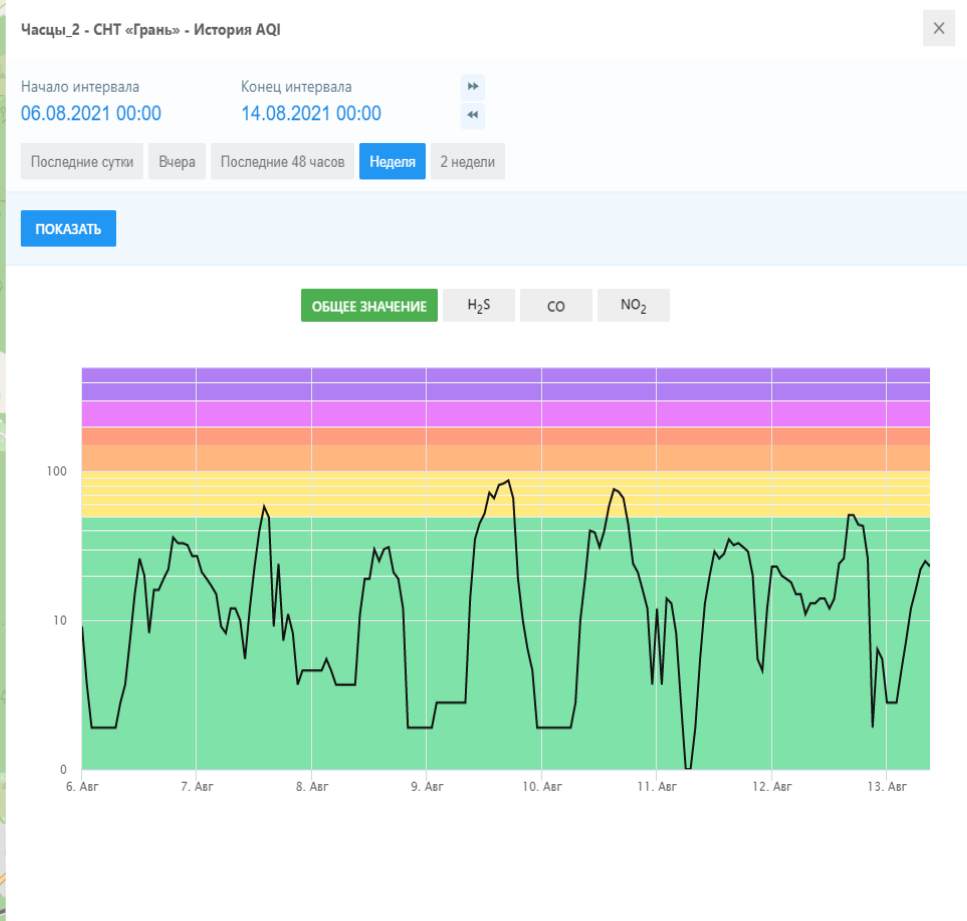 Часцы_2 - СНТ «Грань» - История AQI
Начало интервала
Конец интервала
06.08.2021 00:00
14.08.2021 00:00
Последние сутки
Вчера
Последние 48 часов
Неделя
2 недели
ПОКАЗАТЬ
ОБЩЕЕ ЗНАЧЕНИЕ
H₂S
CO
NO₂
100
10
0
6. Авг
7. Авг
8. Авг
9. Авг
10. Авг
11. Авг
12. Авг
13. Авг